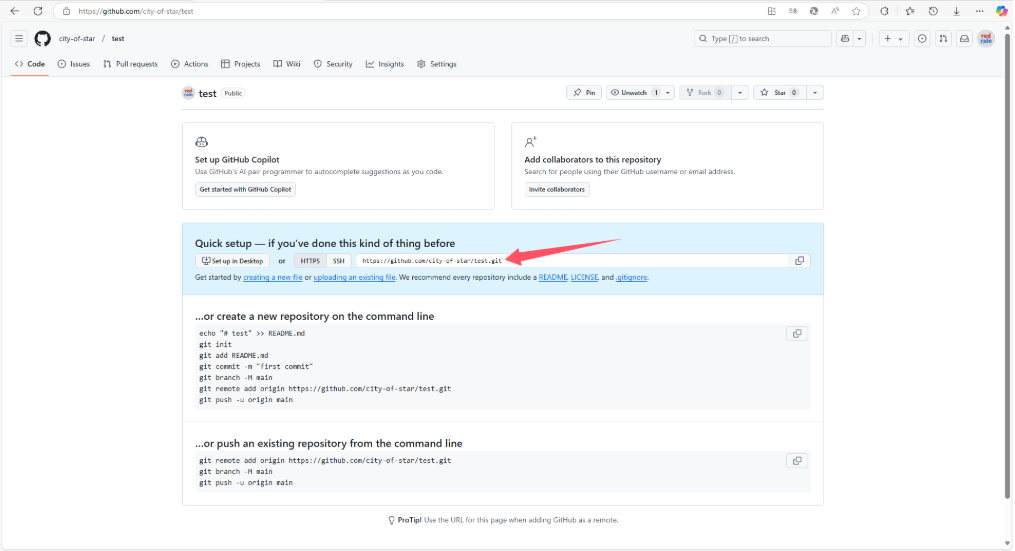 https://github.com/city-of-star/test
city-of-star / test
Type / to search
Code Issues Pull requests Actions Projects Wiki Security Insights Settings
red rain
test Public
Pin Unwatch 1 Fork 0 Star 0
Set up GitHub Copilot
Use GitHub's AI pair programmer to autocomplete suggestions as you code.
Get started with GitHub Copilot
Add collaborators to this repository
Search for people using their GitHub username or email address.
Invite collaborators
Quick setup — if you've done this kind of thing before
Set up in Desktop or HTTPS SSH https://github.com/city-of-star/test.git
Get started by creating a new file or uploading an existing file. We recommend every repository include a README, LICENSE, and .gitignore.
...or create a new repository on the command line
echo "# test" >> README.md
git init
git add README.md
git commit -m "first commit"
git branch -M main
git remote add origin https://github.com/city-of-star/test.git
git push -u origin main
...or push an existing repository from the command line
git remote add origin https://github.com/city-of-star/test.git
git branch -M main
git push -u origin main
ProTip! Use the URL for this page when adding GitHub as a remote.